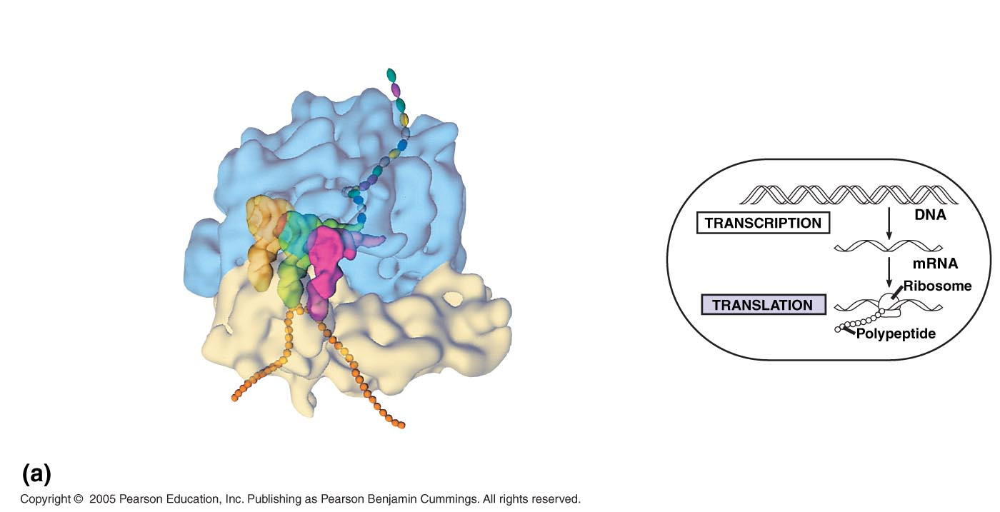 DNA
TRANSCRIPTION
mRNA
Ribosome
TRANSLATION
Polypeptide
(a)
Copyright © 2005 Pearson Education, Inc. Publishing as Pearson Benjamin Cummings. All rights reserved.